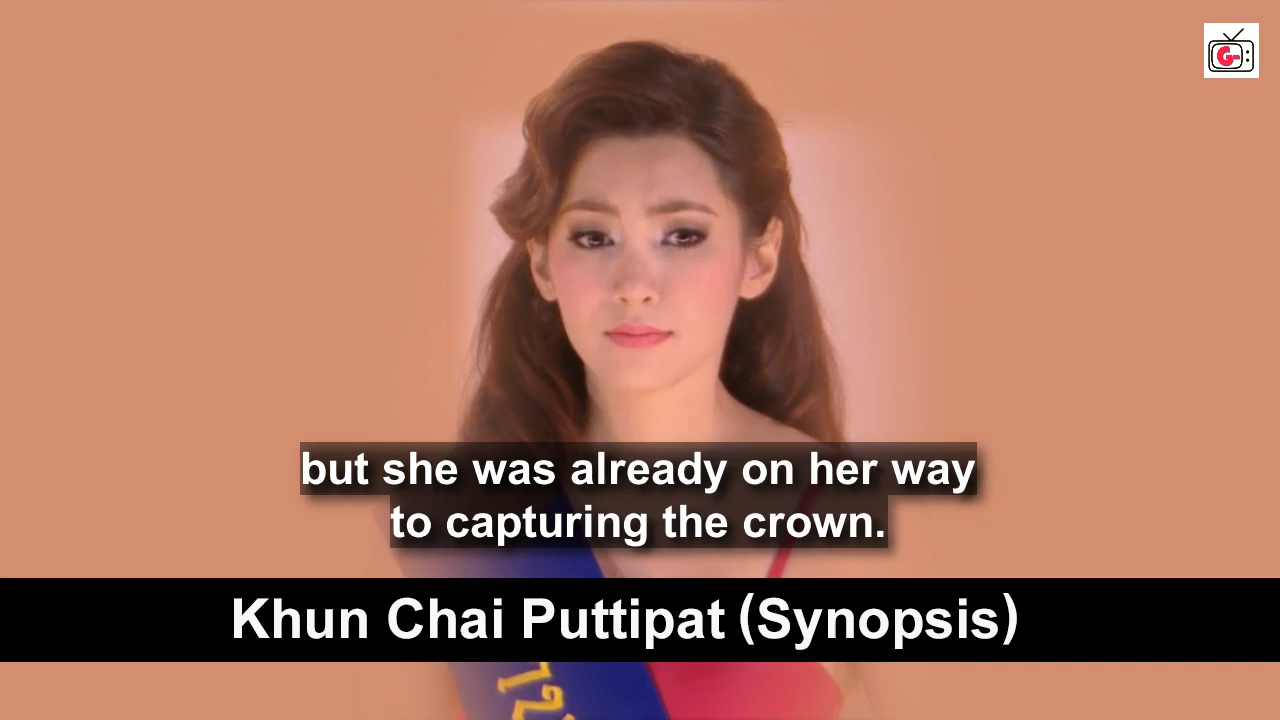 but she was already on her way
to capturing the crown.
Khun Chai Puttipat (Synopsis)